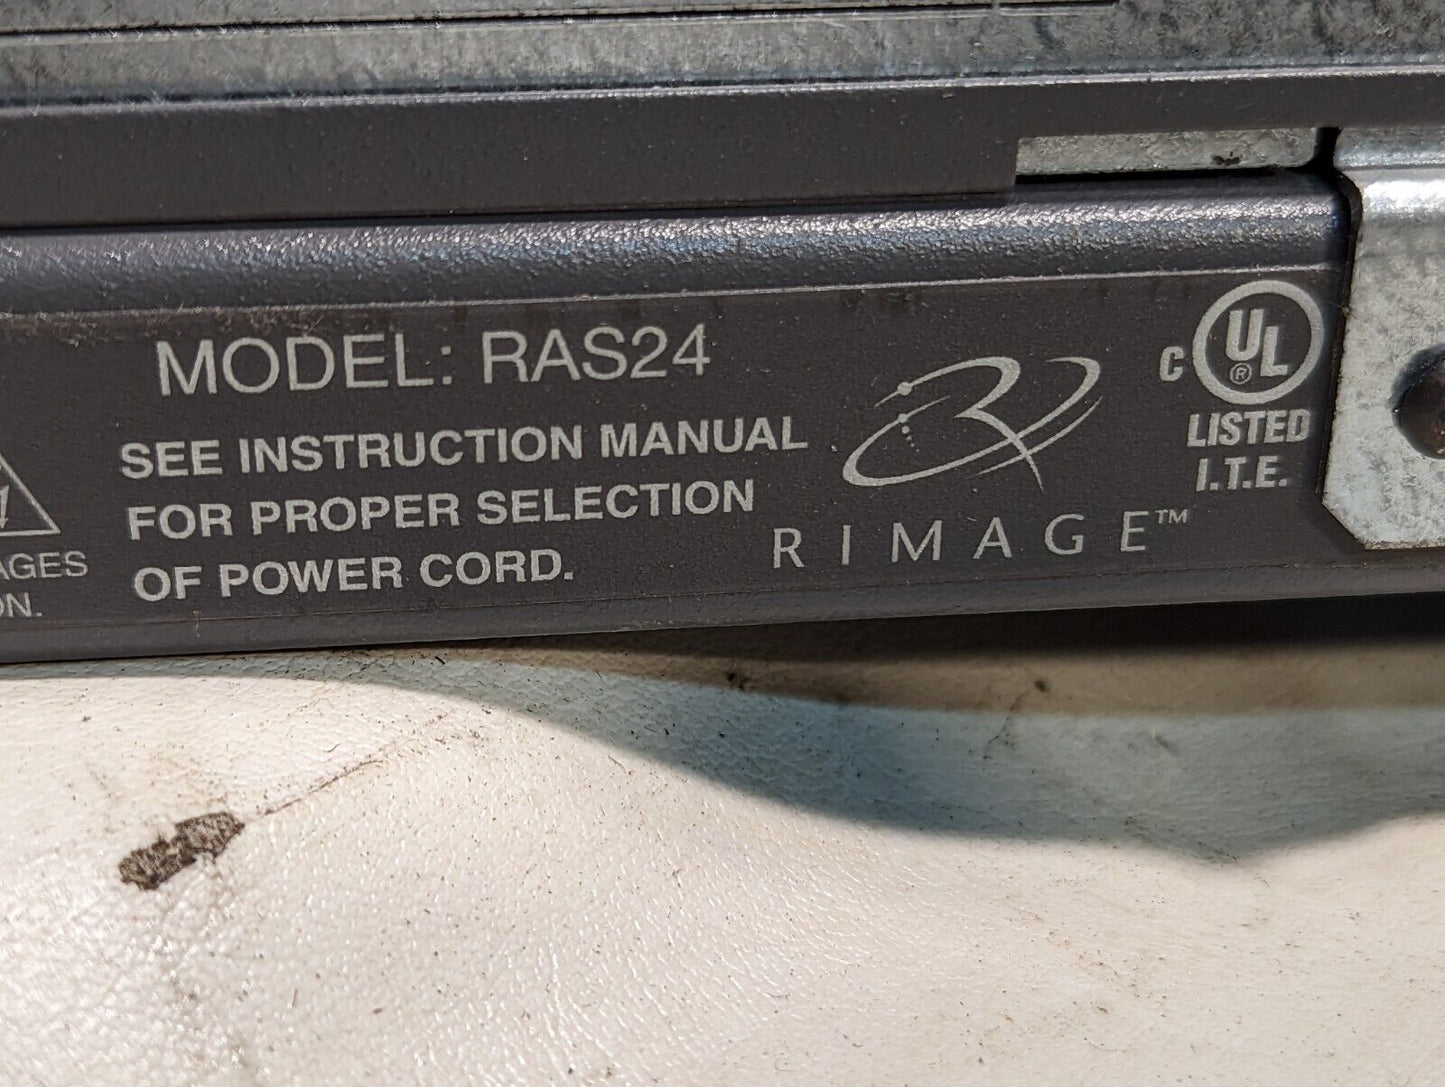 MODEL: RAS24
SEE INSTRUCTION MANUAL
FOR PROPER SELECTION
OF POWER CORD.
RIMAGE™
C UL ®
LISTED
I.T.E.